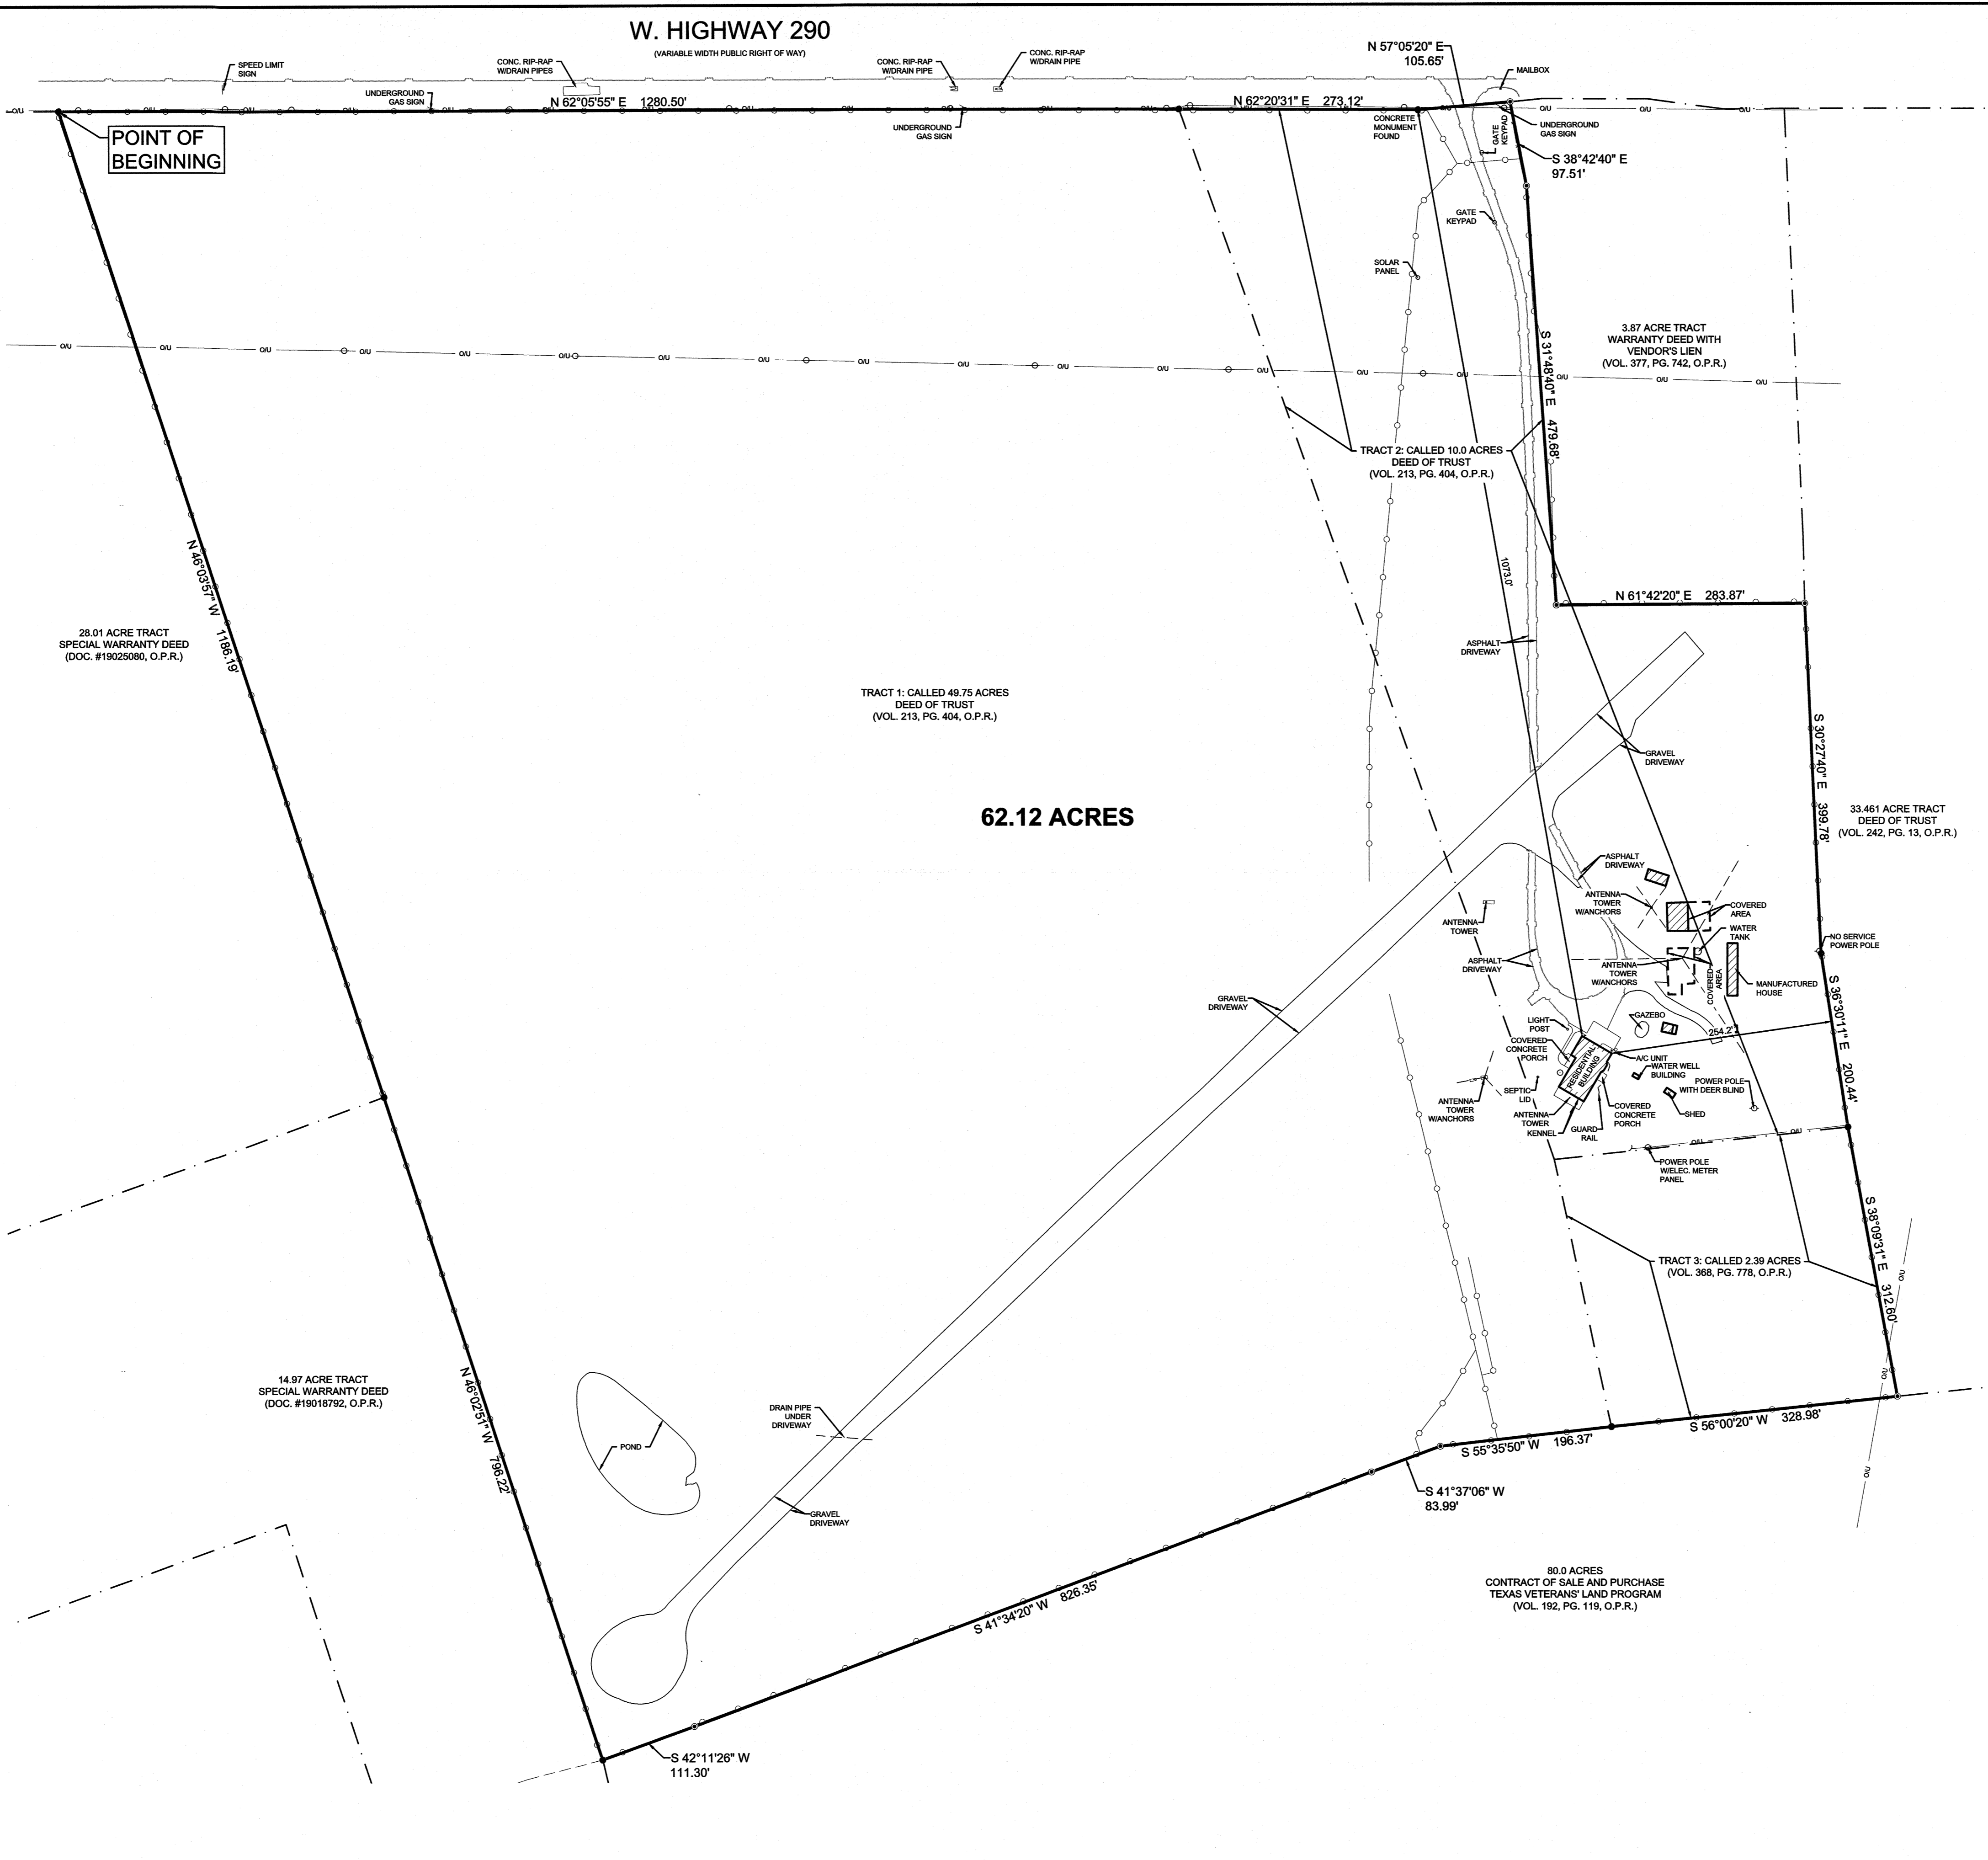 W. HIGHWAY 290
(VARIABLE WIDTH PUBLIC RIGHT OF WAY)
SPEED LIMIT
SIGN
CONC. RIP-RAP
W/DRAIN PIPES
CONC. RIP-RAP
W/DRAIN PIPE
CONC. RIP-RAP
W/DRAIN PIPE
N 57°05'20" E
105.65'
MAILBOX
UNDERGROUND
GAS SIGN
N 62°05'55" E 1280.50'
UNDERGROUND
GAS SIGN
N 62°20'31" E 273.12'
CONCRETE
MONUMENT
FOUND
GATE
KEYPAD
UNDERGROUND
GAS SIGN
POINT OF
BEGINNING
S 38°42'40" E
97.51'
GATE
KEYPAD
SOLAR
PANEL
O/U O/U O/U O/U O/U O/U O/U O/U O/U O/U O/U O/U O/U O/U O/U O/U O/U O/U
S 31°48'40" E 479.68'
3.87 ACRE TRACT
WARRANTY DEED WITH
VENDOR'S LIEN
(VOL. 377, PG. 742, O.P.R.)
TRACT 2: CALLED 10.0 ACRES
DEED OF TRUST
(VOL. 213, PG. 404, O.P.R.)
1073.0'
N 61°42'20" E 283.87'
N 46°03'57" W 1186.19'
28.01 ACRE TRACT
SPECIAL WARRANTY DEED
(DOC. #19025080, O.P.R.)
ASPHALT
DRIVEWAY
TRACT 1: CALLED 49.75 ACRES
DEED OF TRUST
(VOL. 213, PG. 404, O.P.R.)
GRAVEL
DRIVEWAY
S 30°27'40" E 399.78'
62.12 ACRES
33.461 ACRE TRACT
DEED OF TRUST
(VOL. 242, PG. 13, O.P.R.)
ASPHALT
DRIVEWAY
ANTENNA
TOWER
W/ANCHORS
COVERED
AREA
ANTENNA
TOWER
WATER
TANK
NO SERVICE
POWER POLE
ASPHALT
DRIVEWAY
ANTENNA
TOWER
W/ANCHORS
COVERED
AREA
MANUFACTURED
HOUSE
S 36°30'11" E 200.44'
GRAVEL
DRIVEWAY
LIGHT
POST
GAZEBO
254.2'
COVERED
CONCRETE
PORCH
RESIDENTIAL
BUILDING
A/C UNIT
WATER WELL
BUILDING
POWER POLE
WITH DEER BLIND
SEPTIC
LID
ANTENNA
TOWER
W/ANCHORS
ANTENNA
TOWER
KENNEL
GUARD
RAIL
COVERED
CONCRETE
PORCH
SHED
O/U O/U
POWER POLE
W/ELEC. METER
PANEL
S 38°09'31" E 312.60'
TRACT 3: CALLED 2.39 ACRES
(VOL. 368, PG. 778, O.P.R.)
O/U
O/U
O/U
14.97 ACRE TRACT
SPECIAL WARRANTY DEED
(DOC. #19018792, O.P.R.)
N 46°02'51" W 796.22'
DRAIN PIPE
UNDER
DRIVEWAY
POND
S 56°00'20" W 328.98'
S 55°35'50" W 196.37'
S 41°37'06" W
83.99'
GRAVEL
DRIVEWAY
80.0 ACRES
CONTRACT OF SALE AND PURCHASE
TEXAS VETERANS' LAND PROGRAM
(VOL. 192, PG. 119, O.P.R.)
S 41°34'20" W 826.35'
S 42°11'26" W
111.30'